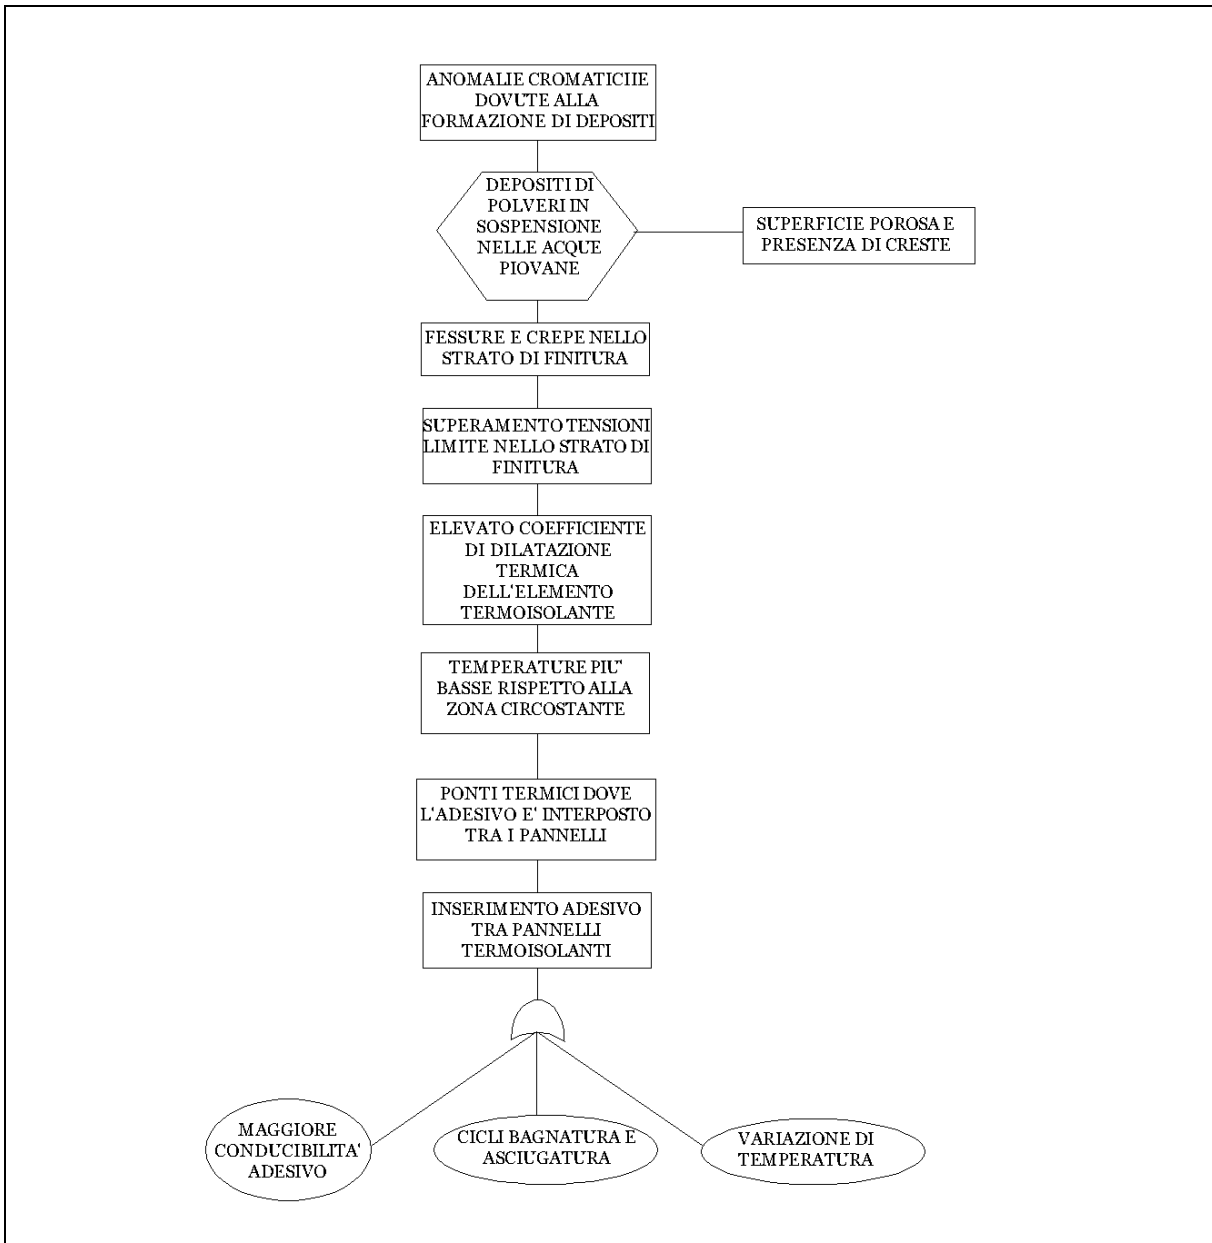 ANOMALIE CROMATICHE
DOVUTE ALLA
FORMAZIONE DI DEPOSITI
DEPOSITI DI
POLVERI IN
SOSPENSIONE
NELLE ACQUE
PIOVANE
SUPERFICIE POROSA E
PRESENZA DI CRESTE
FESSURE E CREPE NELLO
STRATO DI FINITURA
SUPERAMENTO TENSIONI
LIMITE NELLO STRATO DI
FINITURA
ELEVATO COEFFICIENTE
DI DILATAZIONE
TERMICA
DELL'ELEMENTO
TERMOISOLANTE
TEMPERATURE PIU'
BASSE RISPETTO ALLA
ZONA CIRCOSTANTE
PONTI TERMICI DOVE
L'ADESIVO E' INTERPOSTO
TRA I PANNELLI
INSERIMENTO ADESIVO
TRA PANNELLI
TERMOISOLANTI
MAGGIORE
CONDUCIBILITA'
ADESIVO
CICLI BAGNATURA E
ASCIUGATURA
VARIAZIONE DI
TEMPERATURA